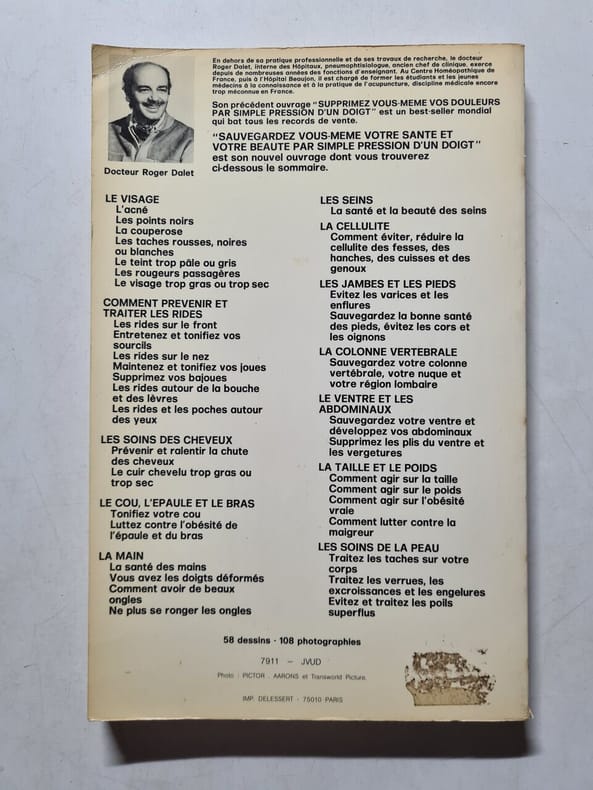 En dehors de sa pratique professionnelle et de ses travaux de recherche, le docteur
Roger Dalet, interne des Hôpitaux, pneumophtisiologue, ancien chef de clinique, exerce
depuis de nombreuses années des fonctions d'enseignant. Au Centre Homéopathique de
France, puis à l'Hôpital Beaujon, il est chargé de former les étudiants et les jeunes
médecins à la connaissance et à la pratique de l'acupuncture, discipline médicale encore
trop méconnue en France.
Son précédent ouvrage "SUPPRIMEZ VOUS-MEME VOS DOULEURS
PAR SIMPLE PRESSION D'UN DOIGT" est un best-seller mondial
qui bat tous les records de vente.
"SAUVEGARDEZ VOUS-MEME VOTRE SANTE ET
VOTRE BEAUTE PAR SIMPLE PRESSION D'UN DOIGT"
est son nouvel ouvrage dont vous trouverez
ci-dessous le sommaire.
Docteur Roger Dalet
LE VISAGE
L'acné
Les points noirs
La couperose
Les taches rousses, noires
ou blanches
Le teint trop pâle ou gris
Les rougeurs passagères
Le visage trop gras ou trop sec
COMMENT PREVENIR ET
TRAITER LES RIDES
Les rides sur le front
Entretenez et tonifiez vos
sourcils
Les rides sur le nez
Maintenez et tonifiez vos joues
Supprimez vos bajoues
Les rides autour de la bouche
et des lèvres
Les rides et les poches autour
des yeux
LES SOINS DES CHEVEUX
Prévenir et ralentir la chute
des cheveux
Le cuir chevelu trop gras ou
trop sec
LE COU, L'EPAULE ET LE BRAS
Tonifiez votre cou
Luttez contre l'obésité de
l'épaule et du bras
LA MAIN
La santé des mains
Vous avez les doigts déformés
Comment avoir de beaux
ongles
Ne plus se ronger les ongles
LES SEINS
La santé et la beauté des seins
LA CELLULITE
Comment éviter, réduire la
cellulite des fesses, des
hanches, des cuisses et des
genoux
LES JAMBES ET LES PIEDS
Evitez les varices et les
enflures
Sauvegardez la bonne santé
des pieds, évitez les cors et
les oignons
LA COLONNE VERTEBRALE
Sauvegardez votre colonne
vertébrale, votre nuque et
votre région lombaire
LE VENTRE ET LES
ABDOMINAUX
Sauvegardez votre ventre et
développez vos abdominaux
Supprimez les plis du ventre et
les vergetures
LA TAILLE ET LE POIDS
Comment agir sur la taille
Comment agir sur le poids
Comment agir sur l'obésité
vraie
Comment lutter contre la
maigreur
LES SOINS DE LA PEAU
Traitez les taches sur votre
corps
Traitez les verrues, les
excroissances et les engelures
Evitez et traitez les poils
superflus
58 dessins - 108 photographies
7911 – JVUD
Photo : PICTOR . AARONS et Transworld Picture.
IMP. DELESSERT - 75010 PARIS